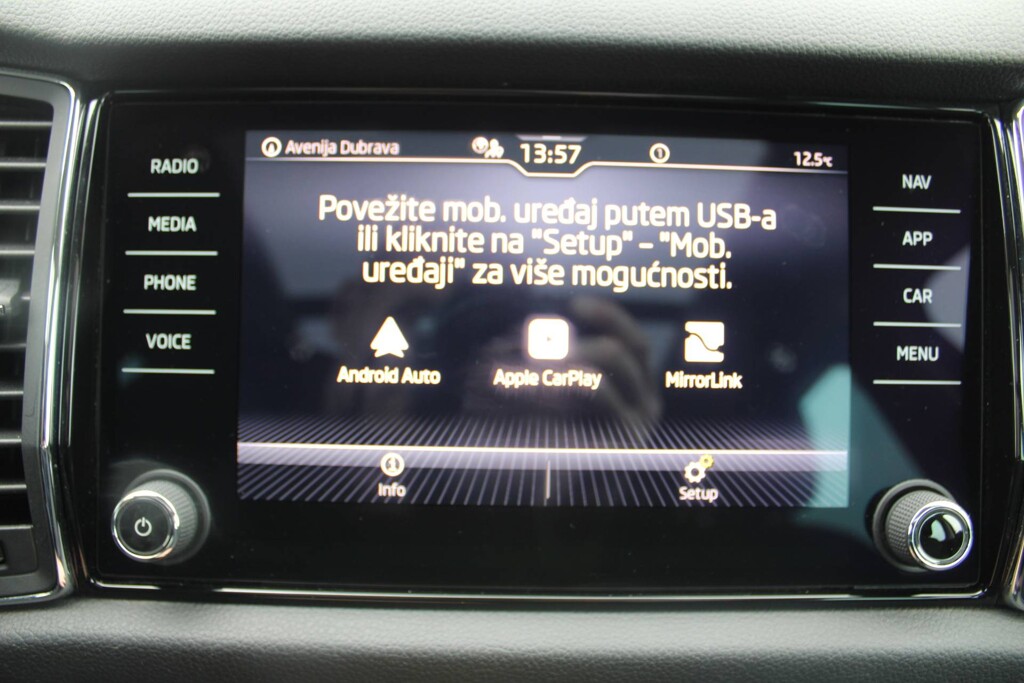 Avenija Dubrava 13:57 12.5°C
RADIO
MEDIA
PHONE
VOICE
Povežite mob. uređaj putem USB-a
ili kliknite na "Setup" – "Mob.
uređaji" za više mogućnosti.
Android Auto Apple CarPlay MirrorLink
Info Setup
NAV
APP
CAR
MENU